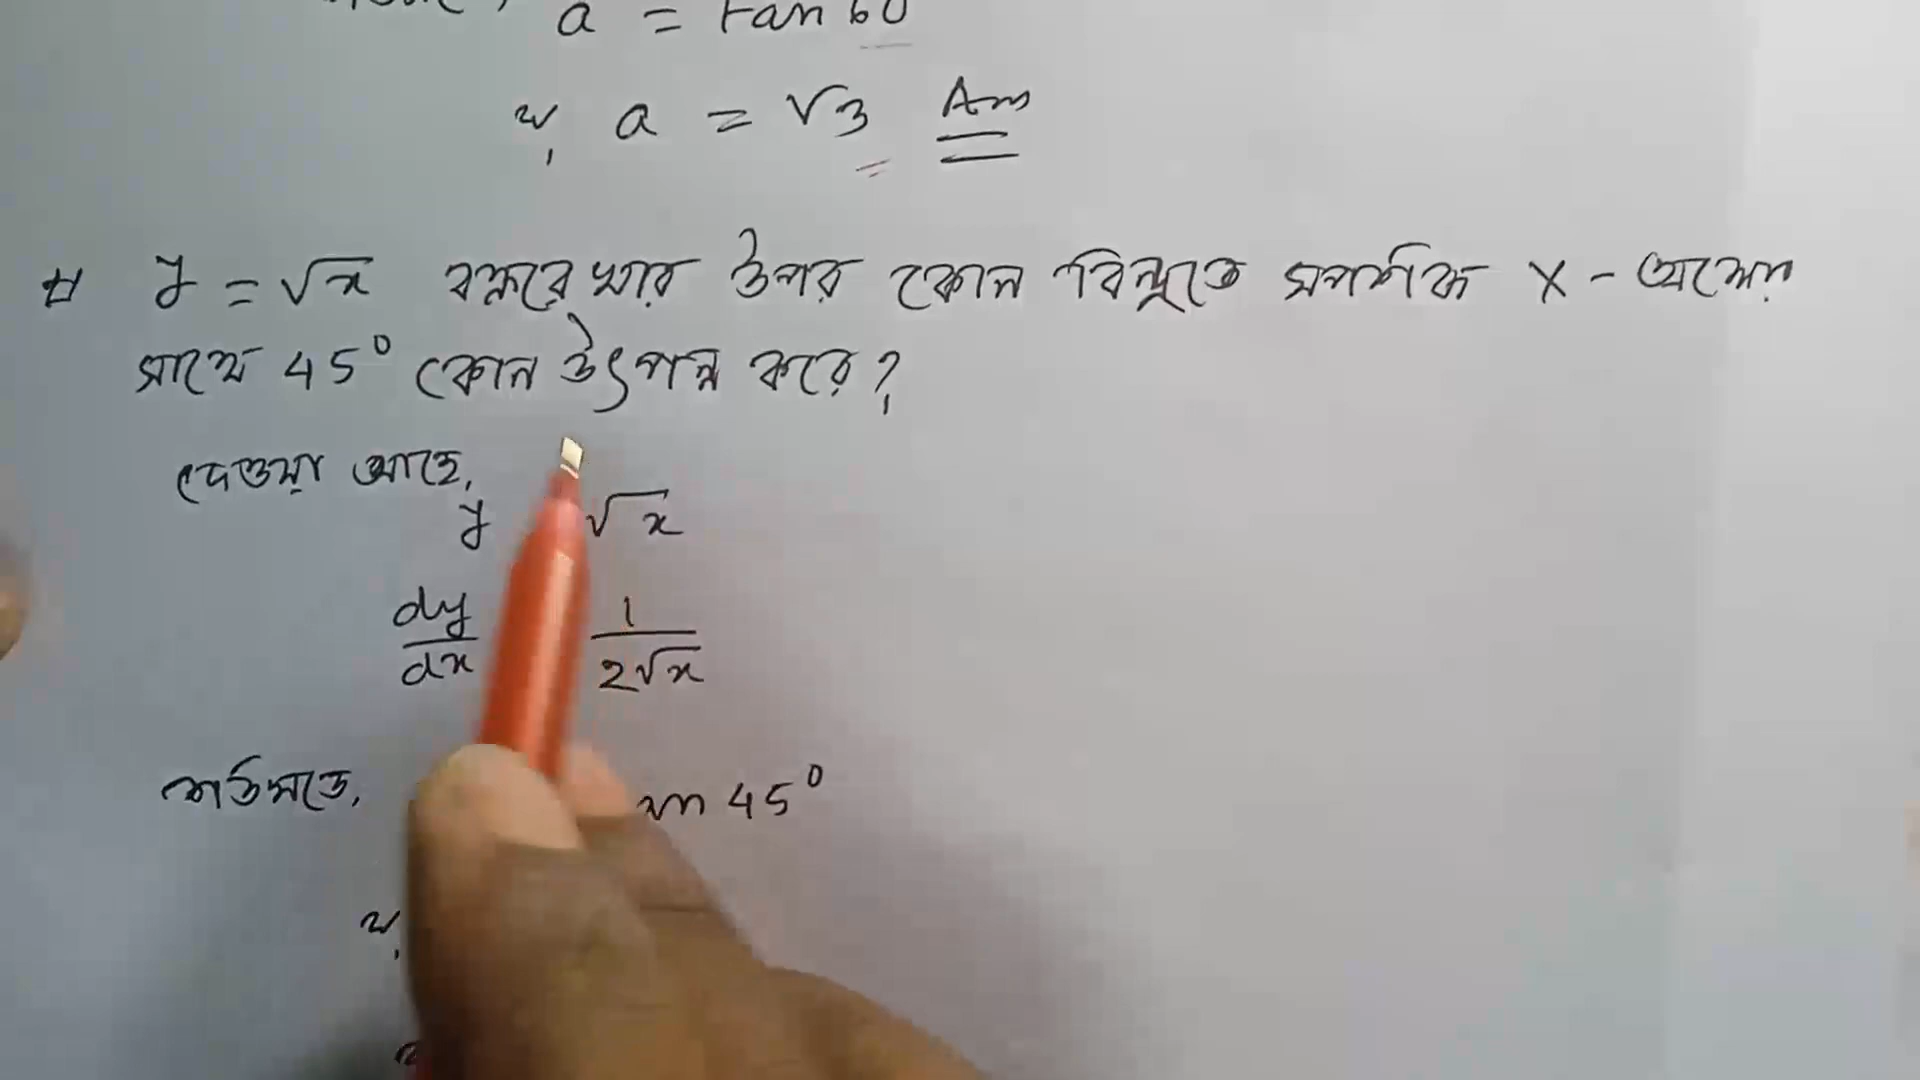 a = tan 60
বা, a = √3 Ans
# y = √x বক্ররেখার উপর কোন বিন্দুতে স্পর্শক X - অক্ষের
সাথে 45° কোন উৎপন্ন করে?
দেওয়া আছে,
y √x
dy/dx 1/2√x
শর্তমতে, an 45°
বা,